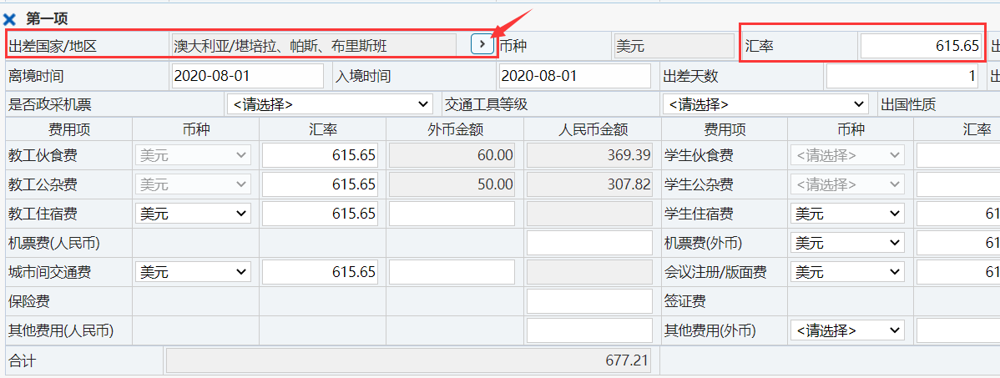 第一项
出差国家/地区 澳大利亚/堪培拉、帕斯、布里斯班 币种 美元 汇率 615.65
离境时间 2020-08-01 入境时间 2020-08-01 出差天数 1
是否政采机票 <请选择> 交通工具等级 <请选择> 出国性质
费用项 币种 汇率 外币金额 人民币金额 费用项 币种 汇率
教工伙食费 美元 615.65 60.00 369.39 学生伙食费 <请选择>
教工公杂费 美元 615.65 50.00 307.82 学生公杂费 <请选择>
教工住宿费 美元 615.65 学生住宿费 美元 61
机票费(人民币) 机票费(外币) 美元 61
城市间交通费 美元 615.65 会议注册/版面费 美元 61
保险费 签证费
其他费用(人民币) 其他费用(外币) <请选择>
合计 677.21